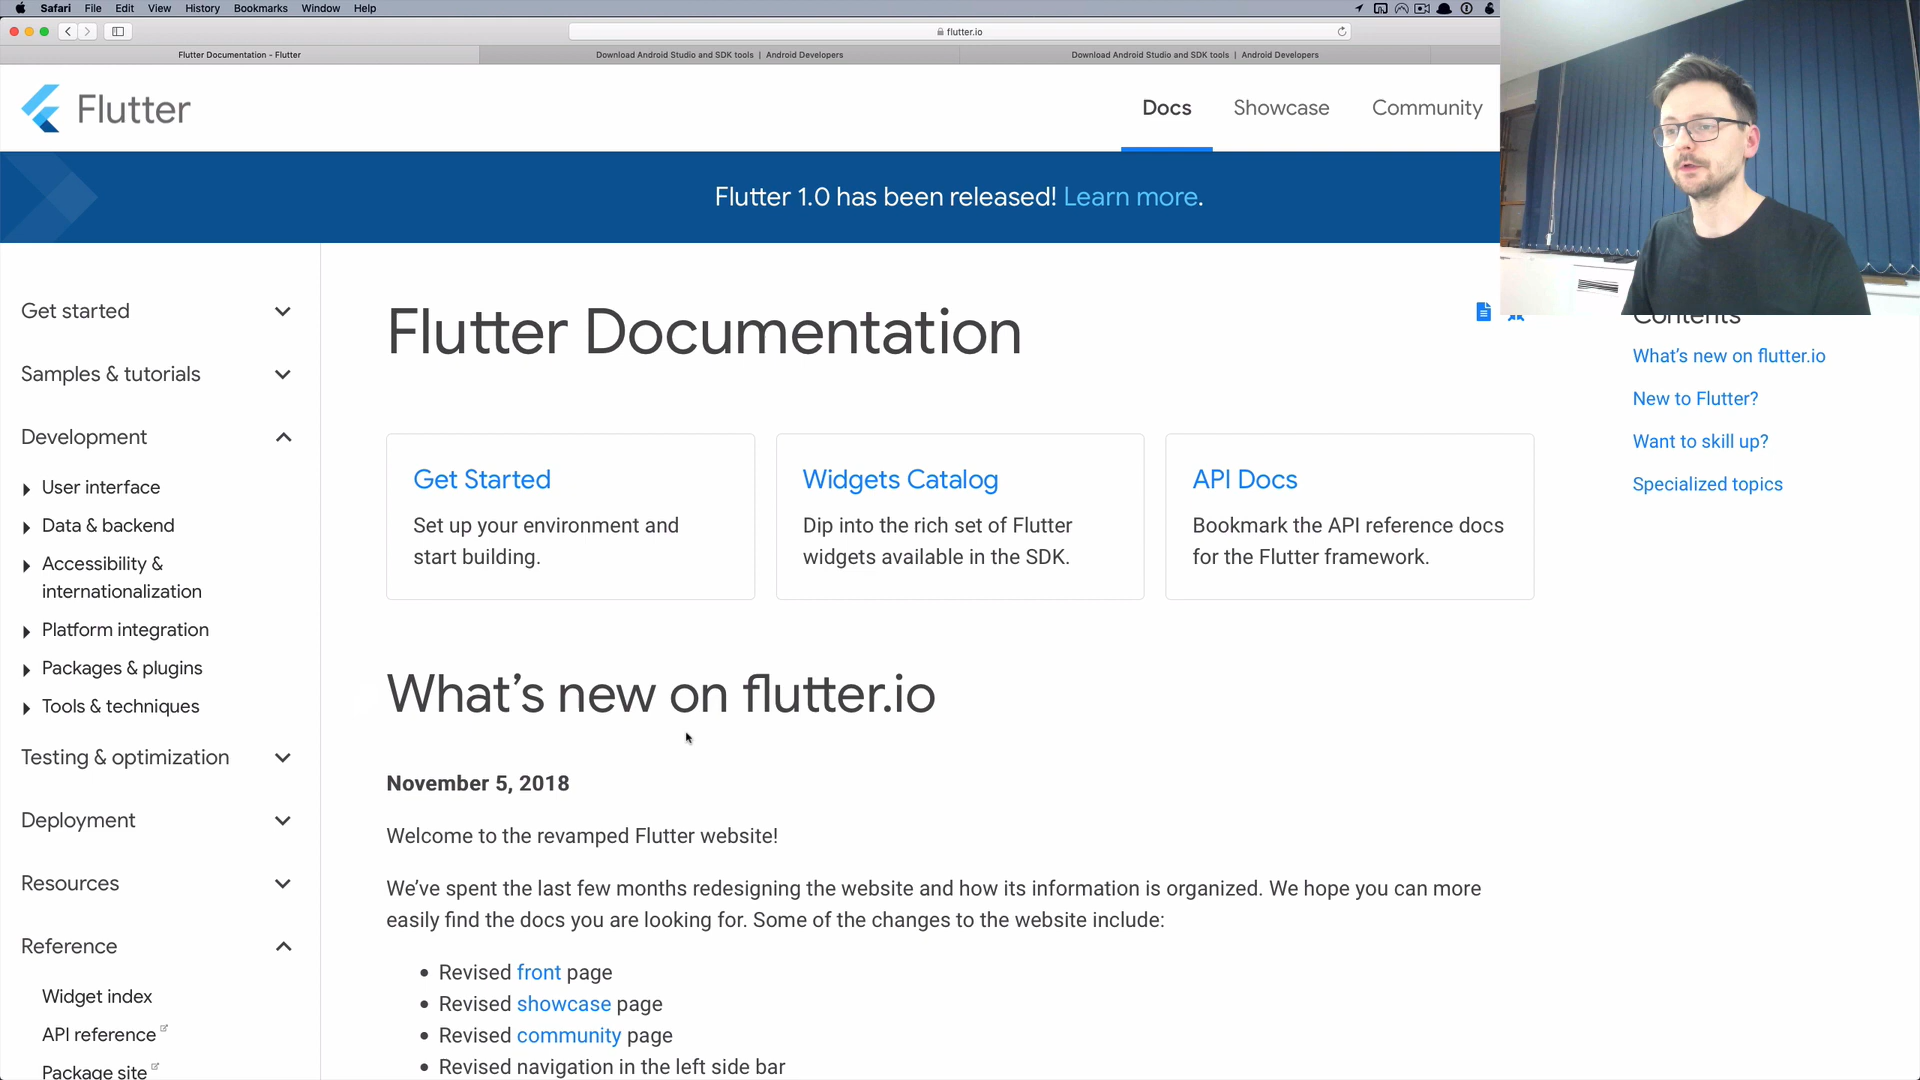 Safari File Edit View History Bookmarks Window Help
flutter.io
Flutter Documentation - Flutter
Download Android Studio and SDK tools | Android Developers
Download Android Studio and SDK tools | Android Developers
Flutter
Docs Showcase Community
Flutter 1.0 has been released! Learn more.
Get started
Samples & tutorials
Development
User interface
Data & backend
Accessibility &
internationalization
Platform integration
Packages & plugins
Tools & techniques
Testing & optimization
Deployment
Resources
Reference
Widget index
API reference
Package site
Flutter Documentation
Get Started
Set up your environment and
start building.
Widgets Catalog
Dip into the rich set of Flutter
widgets available in the SDK.
API Docs
Bookmark the API reference docs
for the Flutter framework.
What’s new on flutter.io
November 5, 2018
Welcome to the revamped Flutter website!
We’ve spent the last few months redesigning the website and how its information is organized. We hope you can more
easily find the docs you are looking for. Some of the changes to the website include:
• Revised front page
• Revised showcase page
• Revised community page
• Revised navigation in the left side bar
Contents
What’s new on flutter.io
New to Flutter?
Want to skill up?
Specialized topics